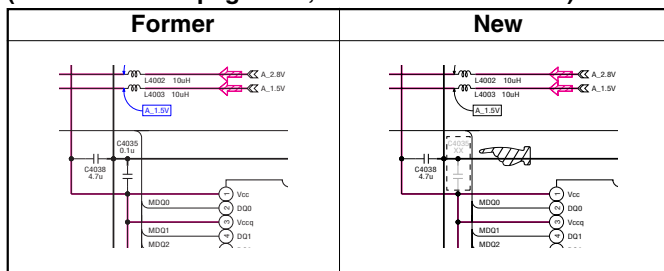 Former
New
L4002 10uH
A_2.8V
L4003 10uH
A_1.5V
A_1.5V
C4035
0.1u
C4038
4.7u
1 Vcc
MDQ0
2 DQ0
3 Vccq
MDQ1
4 DQ1
MDQ2
L4002 10uH
A_2.8V
L4003 10uH
A_1.5V
A_1.5V
C4035
XX
C4038
4.7u
1 Vcc
MDQ0
2 DQ0
3 Vccq
MDQ1
4 DQ1
MDQ2